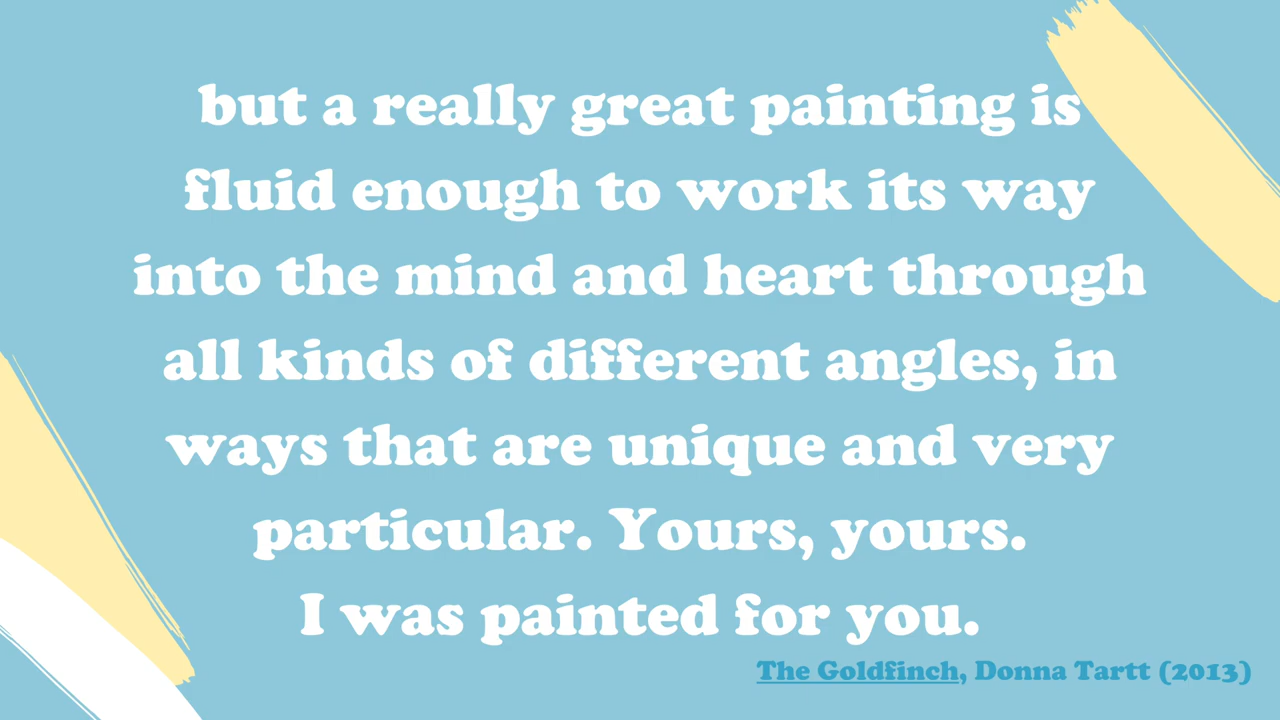 but a really great painting is
fluid enough to work its way
into the mind and heart through
all kinds of different angles, in
ways that are unique and very
particular. Yours, yours.
I was painted for you.
The Goldfinch, Donna Tartt (2013)